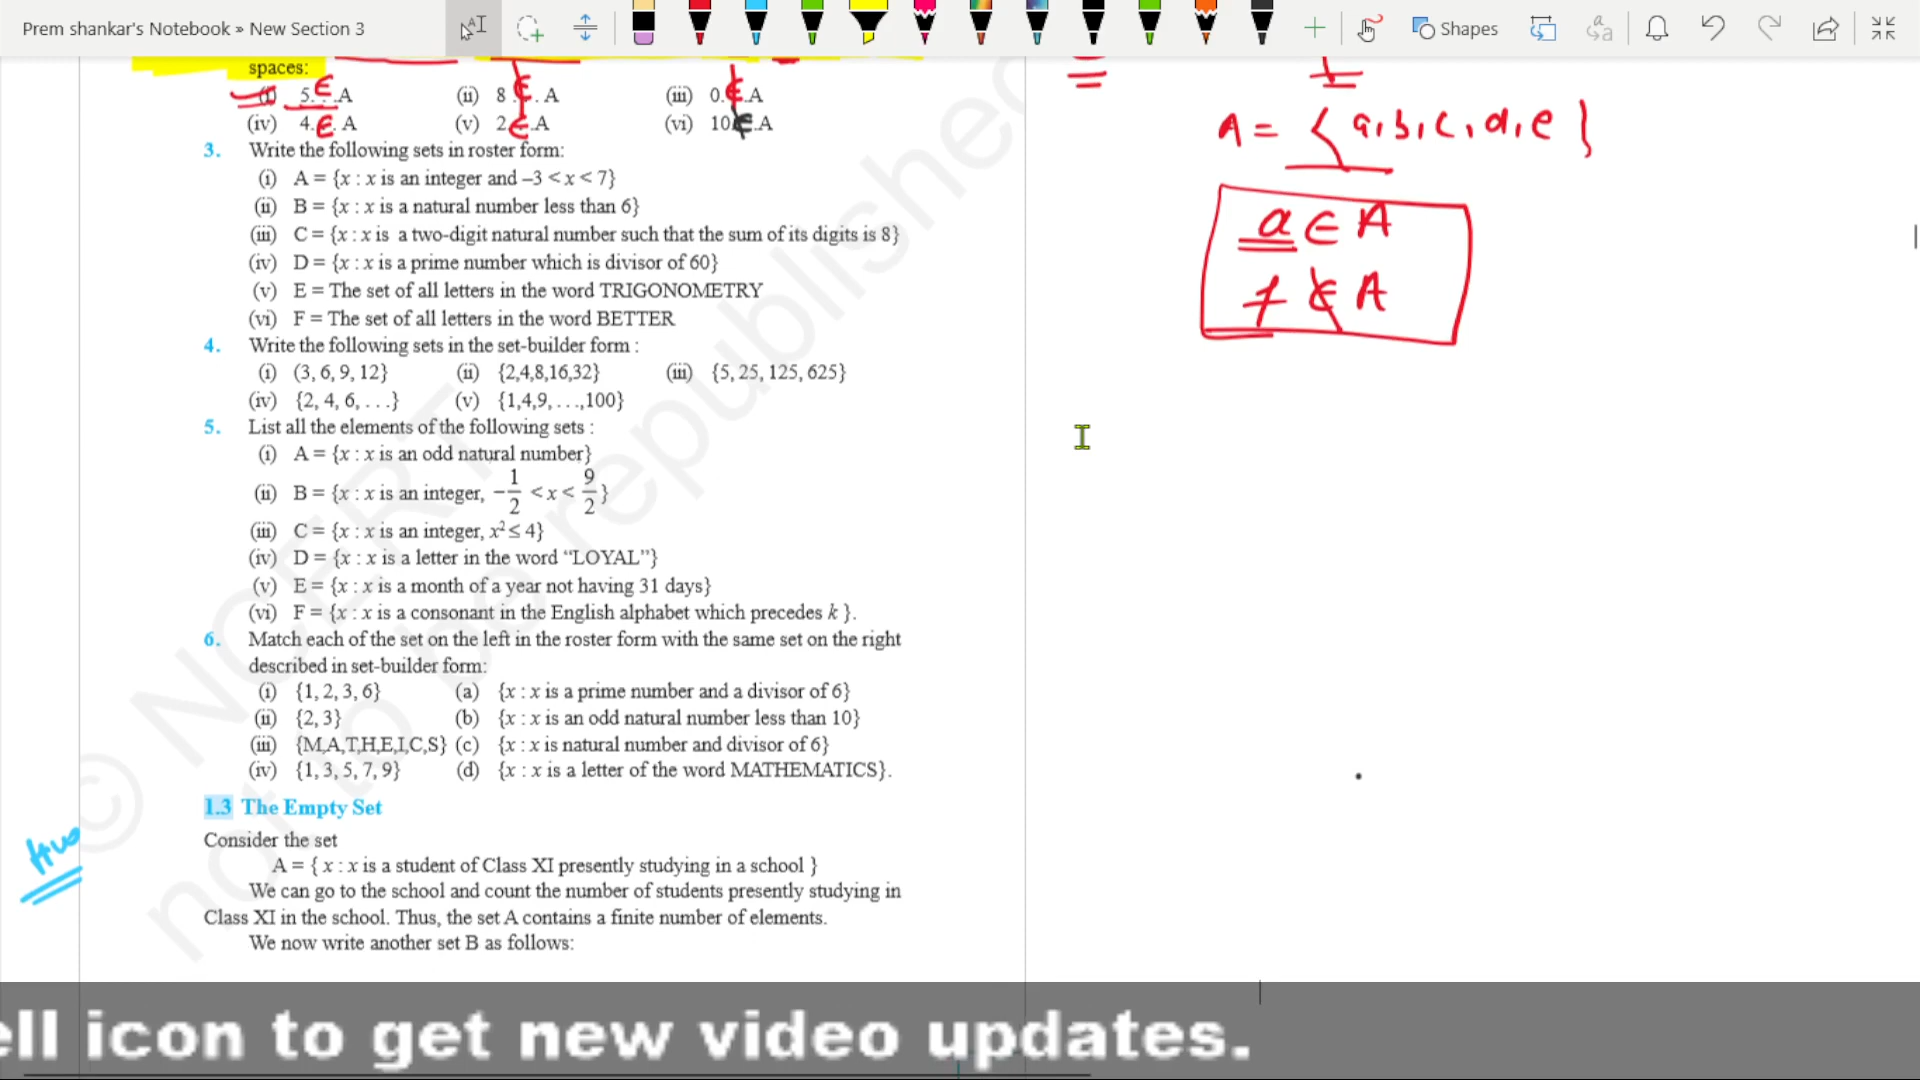 Prem shankar's Notebook » New Section 3
Shapes
spaces:
(i) 5. ∈ .A (ii) 8 ∉ . A (iii) 0. ∉ .A
(iv) 4. ∈ . A (v) 2 ∈ .A (vi) 10 ∉ .A
3. Write the following sets in roster form:
(i) A = {x : x is an integer and –3 < x < 7}
(ii) B = {x : x is a natural number less than 6}
(iii) C = {x : x is a two-digit natural number such that the sum of its digits is 8}
(iv) D = {x : x is a prime number which is divisor of 60}
(v) E = The set of all letters in the word TRIGONOMETRY
(vi) F = The set of all letters in the word BETTER
4. Write the following sets in the set-builder form :
(i) (3, 6, 9, 12} (ii) {2,4,8,16,32} (iii) {5, 25, 125, 625}
(iv) {2, 4, 6, . . .} (v) {1,4,9, . . .,100}
5. List all the elements of the following sets :
(i) A = {x : x is an odd natural number}
(ii) B = {x : x is an integer, –1/2 < x < 9/2}
(iii) C = {x : x is an integer, x² ≤ 4}
(iv) D = {x : x is a letter in the word “LOYAL”}
(v) E = {x : x is a month of a year not having 31 days}
(vi) F = {x : x is a consonant in the English alphabet which precedes k }.
6. Match each of the set on the left in the roster form with the same set on the right
described in set-builder form:
(i) {1, 2, 3, 6} (a) {x : x is a prime number and a divisor of 6}
(ii) {2, 3} (b) {x : x is an odd natural number less than 10}
(iii) {M,A,T,H,E,I,C,S} (c) {x : x is natural number and divisor of 6}
(iv) {1, 3, 5, 7, 9} (d) {x : x is a letter of the word MATHEMATICS}.
1.3 The Empty Set
Consider the set
A = { x : x is a student of Class XI presently studying in a school }
We can go to the school and count the number of students presently studying in
Class XI in the school. Thus, the set A contains a finite number of elements.
We now write another set B as follows:
A = { a, b, c, d, e }
a ∈ A
f ∉ A
© NCERT
not to be republished
ell icon to get new video updates.